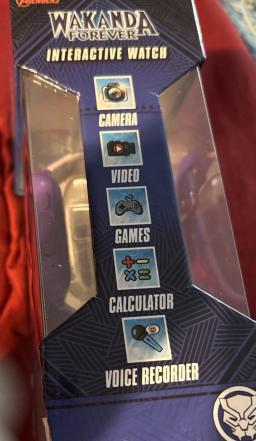 AVENGERS
WAKANDA
FOREVER
INTERACTIVE WATCH
CAMERA
VIDEO
GAMES
CALCULATOR
VOICE RECORDER